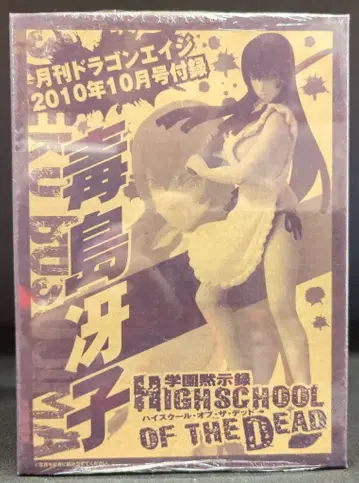 月刊ドラゴンエイジ
2010年10月号付録
毒島冴子
学園黙示録
HIGHSCHOOL
ハイスクール・オブ・ザ・デッド
OF THE DEAD